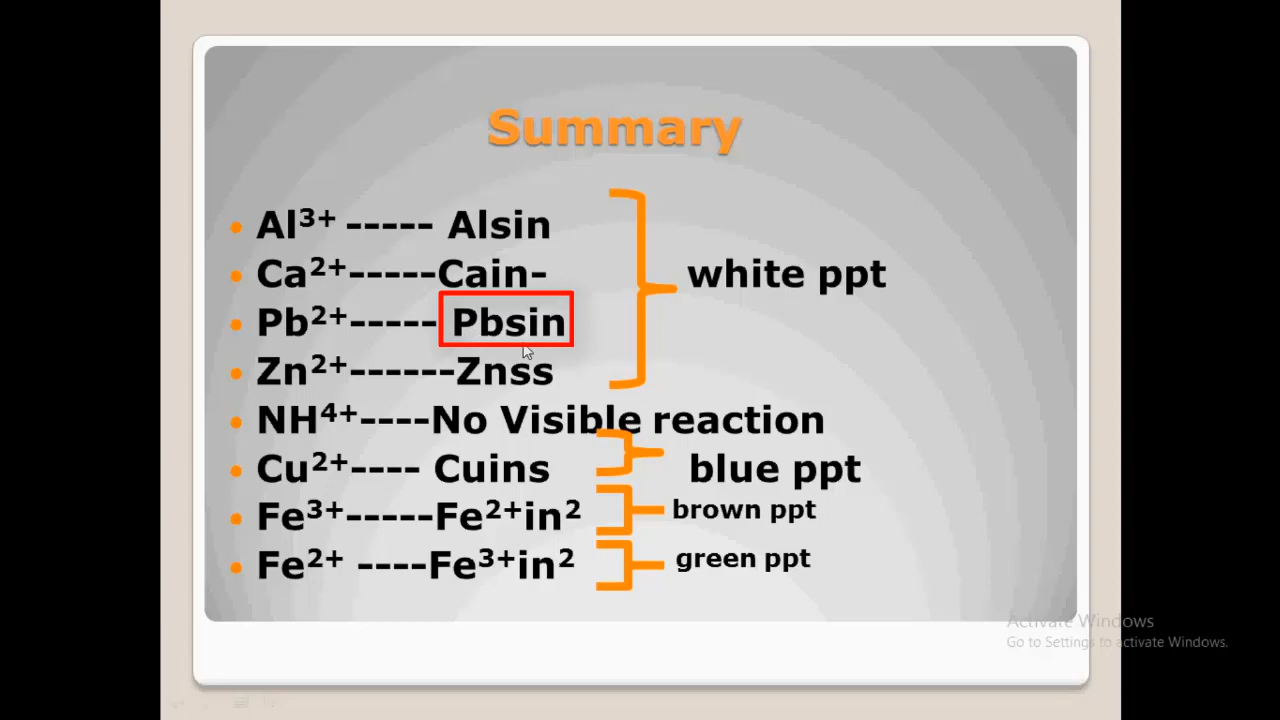 Summary
• Al³⁺ ----- Alsin
• Ca²⁺-----Cain-
white ppt
• Pb²⁺----- Pbsin
• Zn²⁺------Znss
• NH⁴⁺----No Visible reaction
• Cu²⁺---- Cuins
blue ppt
• Fe³⁺-----Fe²⁺in²
brown ppt
• Fe²⁺ ----Fe³⁺in²
green ppt
Activate Windows
Go to Settings to activate Windows.